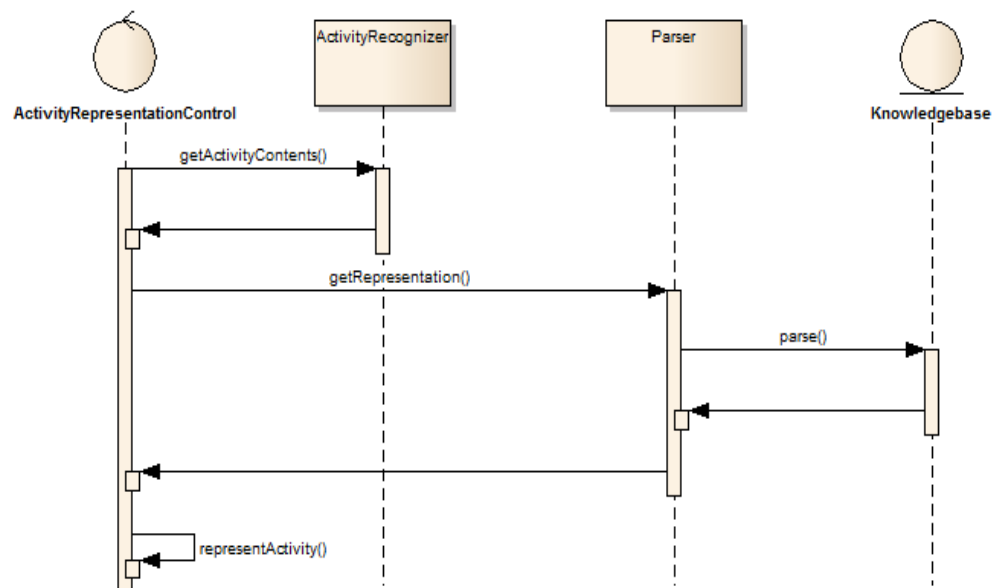 ActivityRecognizer
Parser
ActivityRepresentationControl
Knowledgebase
getActivityContents()
getRepresentation()
parse()
representActivity()